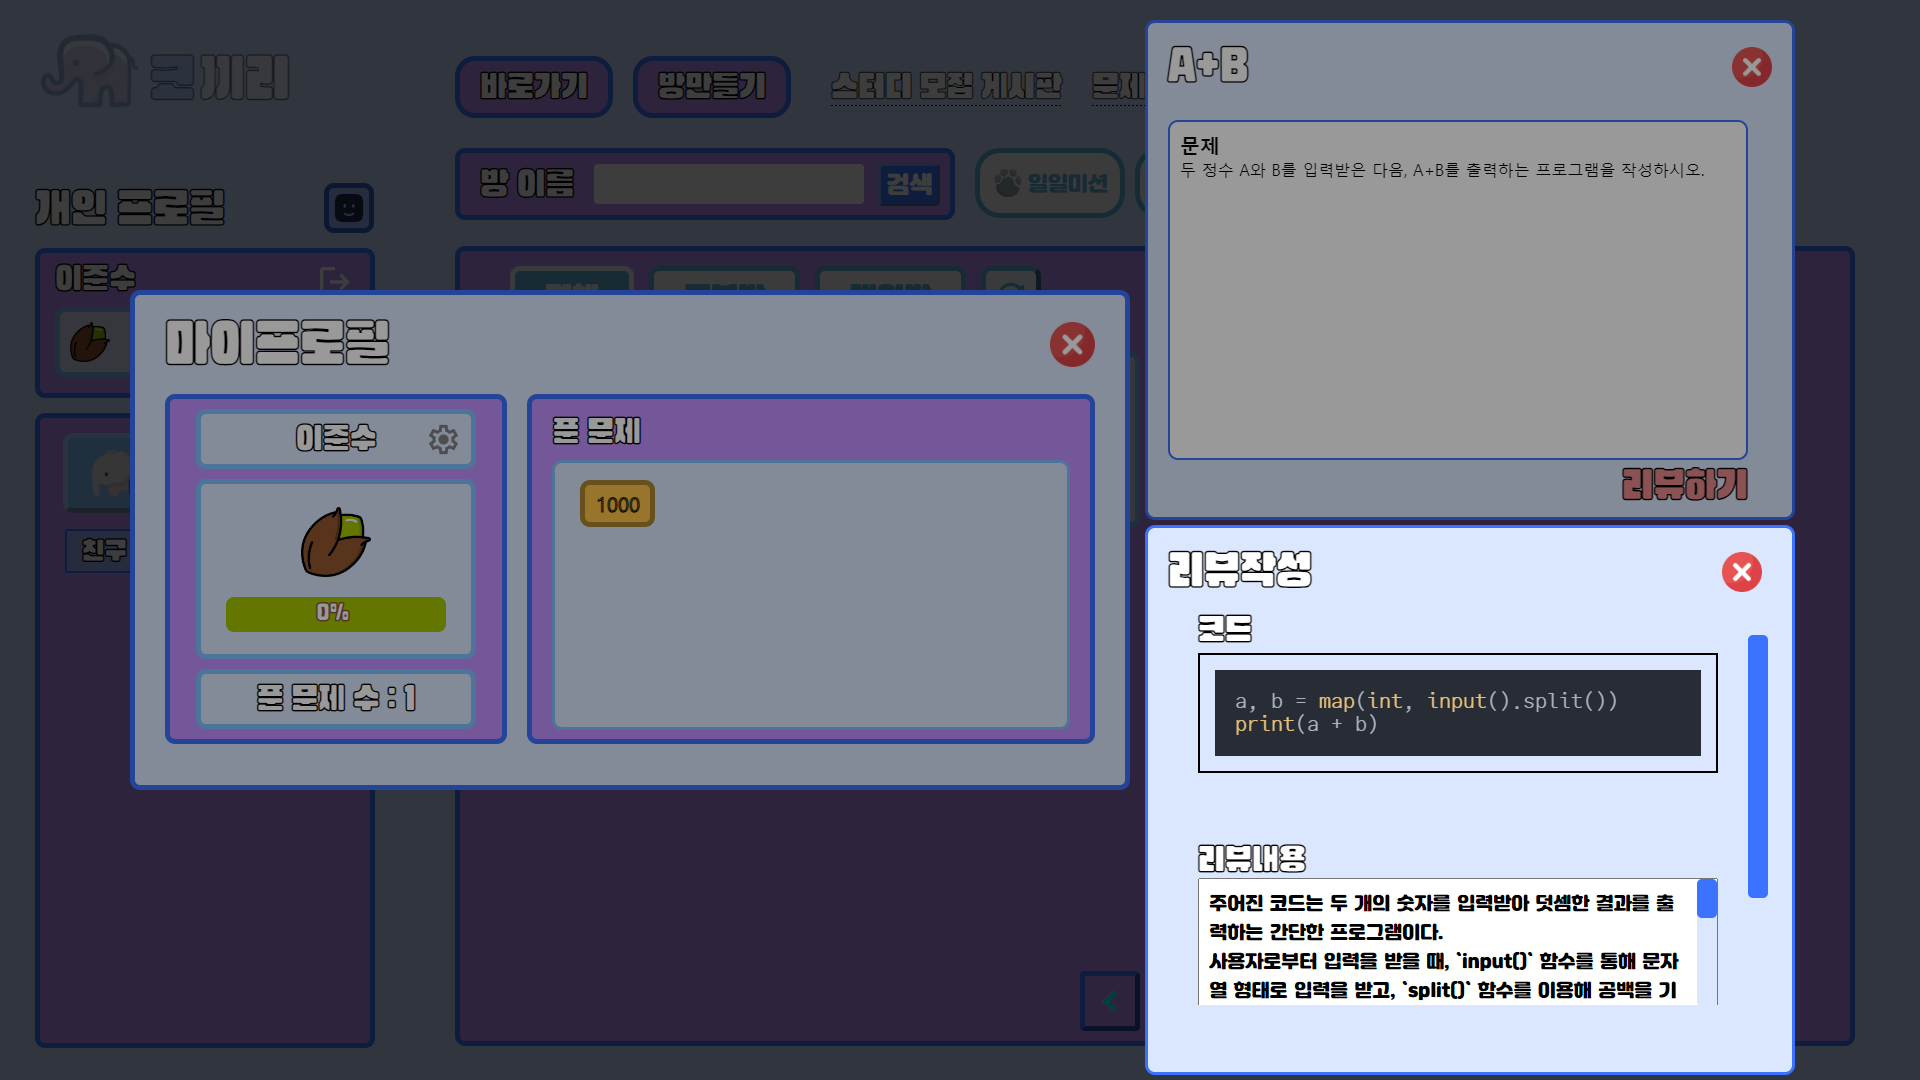 코끼리
바로가기
방만들기
스터디 모집 게시판
문제
방 이름
검색
일일미션
개인 프로필
이준수
친구
마이프로필
이준수
0%
푼 문제 수 : 1
푼 문제
1000
A+B
문제
두 정수 A와 B를 입력받은 다음, A+B를 출력하는 프로그램을 작성하시오.
리뷰하기
리뷰작성
코드
a, b = map(int, input().split())
print(a + b)
리뷰내용
주어진 코드는 두 개의 숫자를 입력받아 덧셈한 결과를 출
력하는 간단한 프로그램이다.
사용자로부터 입력을 받을 때, `input()` 함수를 통해 문자
열 형태로 입력을 받고, `split()` 함수를 이용해 공백을 기